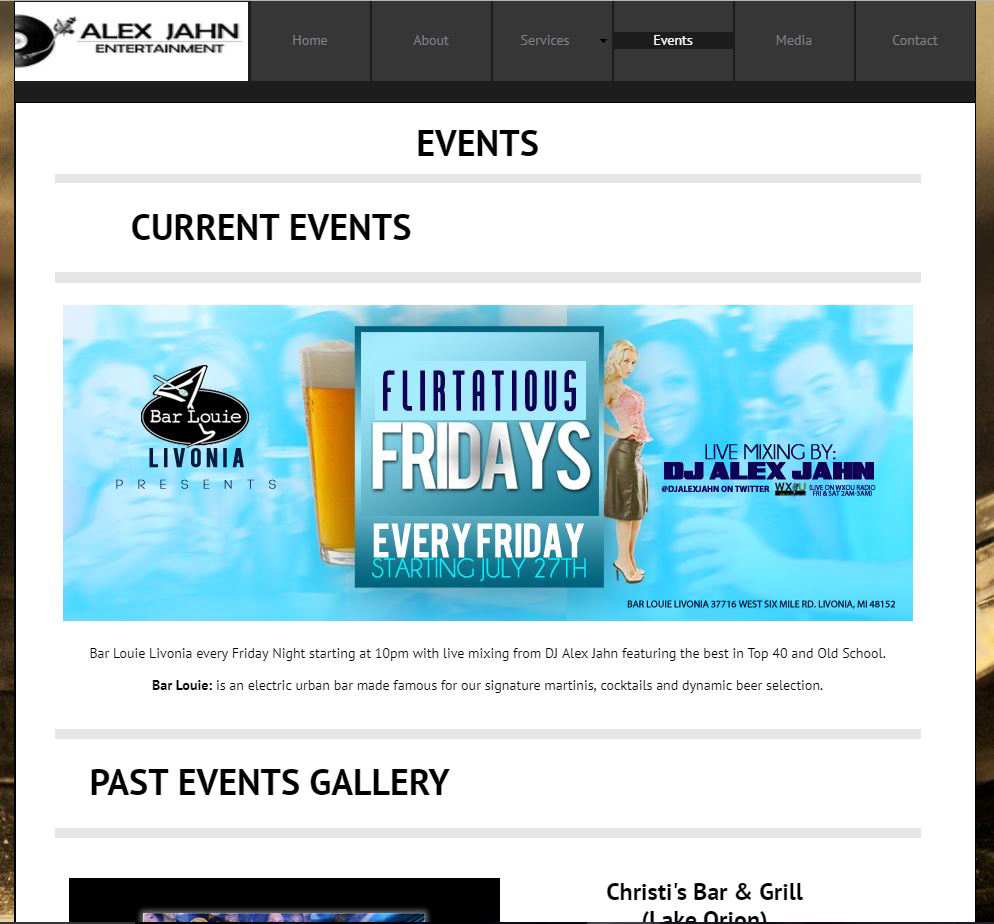 ALEX JAHN
ENTERTAINMENT
Home
About
Services
Events
Media
Contact
EVENTS
CURRENT EVENTS
Bar Louie
LIVONIA
PRESENTS
FLIRTATIOUS
FRIDAYS
EVERY FRIDAY
STARTING JULY 27TH
LIVE MIXING BY:
DJ ALEX JAHN
@DJALEXJAHN ON TWITTER WXOU (LIVE ON WXOU RADIO
FRI & SAT 2AM-3AM)
BAR LOUIE LIVONIA 37716 WEST SIX MILE RD. LIVONIA, MI 48152
Bar Louie Livonia every Friday Night starting at 10pm with live mixing from DJ Alex Jahn featuring the best in Top 40 and Old School.
Bar Louie: is an electric urban bar made famous for our signature martinis, cocktails and dynamic beer selection.
PAST EVENTS GALLERY
Christi's Bar & Grill
(Lake Orion)